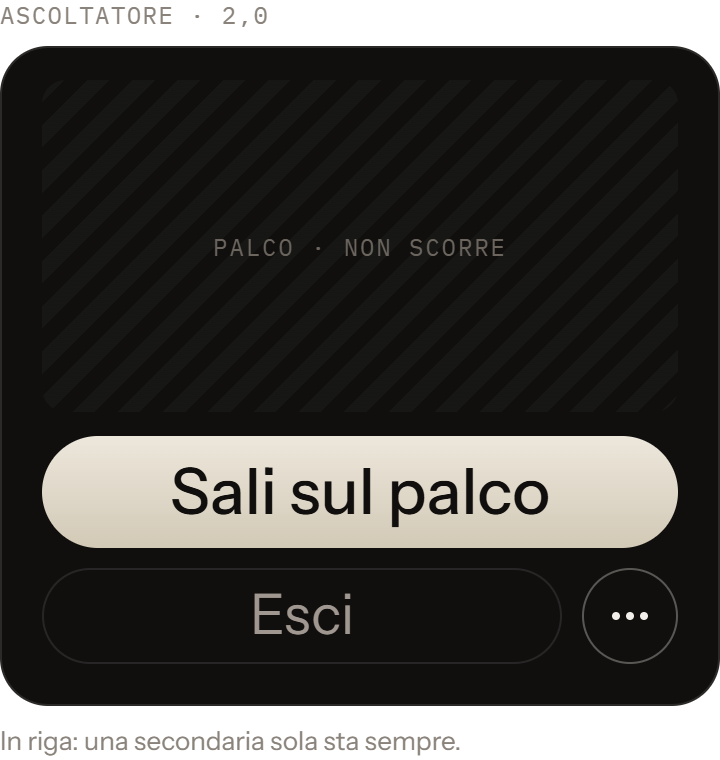 ASCOLTATORE · 2,0
PALCO · NON SCORRE
Sali sul palco
Esci
In riga: una secondaria sola sta sempre.